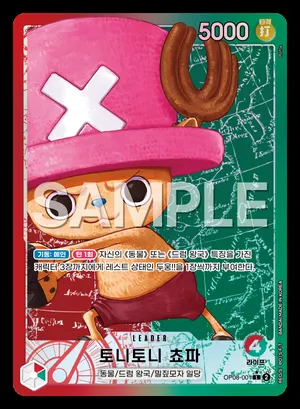 5000
打
SAMPLE
기동: 메인 턴 1회 자신의 《동물》 또는 《드럼 왕국》 특징을 가진
캐릭터 3장까지에게 레스트 상태인 두웅!!을 1장씩까지 부여한다.
LEADER
토니토니 쵸파
4
라이프
동물/드럼 왕국/밀짚모자 일당
OP08-001 L 2